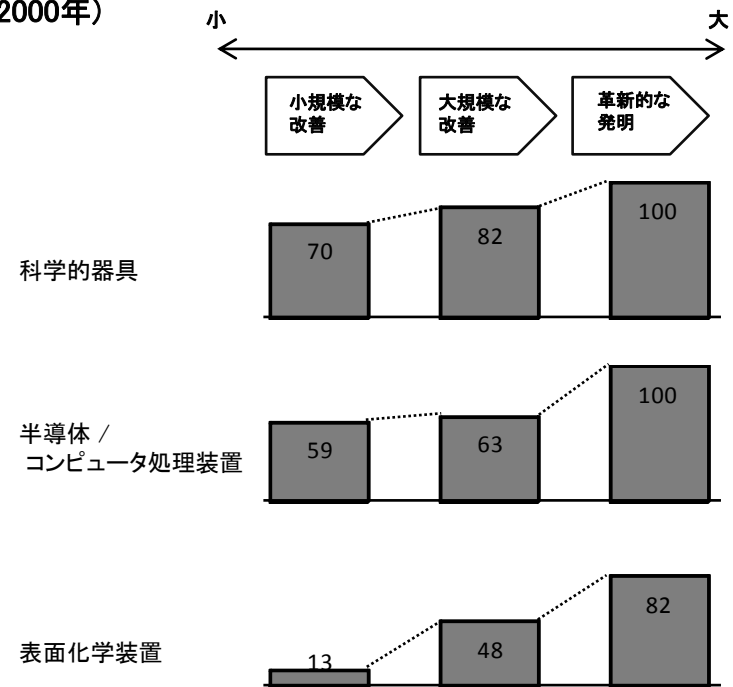 2000年）
小
大
小規模な
改善
大規模な
改善
革新的な
発明
科学的器具
70
82
100
半導体 /
コンピュータ処理装置
59
63
100
表面化学装置
13
48
82